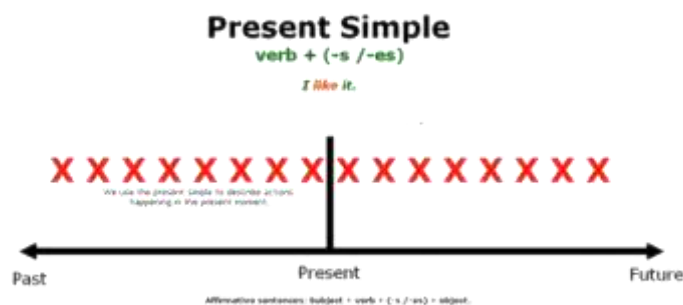 Present Simple
verb + (-s /-es)
I like it.
X X X X X X X X X X X X X X X X
We use the present simple to describe actions
happening in the present moment.
Past Present Future
Affirmative sentences: Subject + verb + (-s /-es) + object.